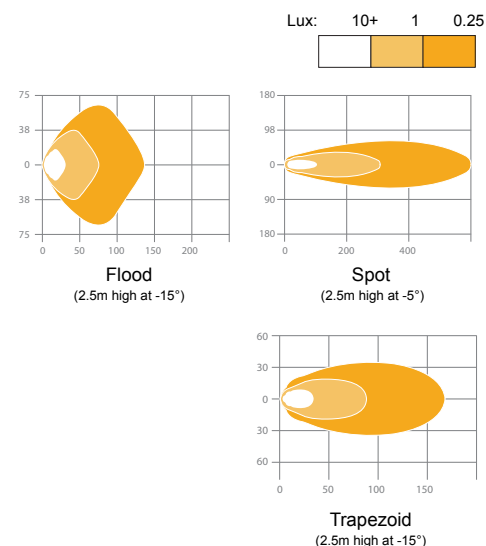 Lux: 10+ 1 0.25
75
38
0
38
75
0 50 100 150 200
Flood
(2.5m high at -15°)
180
98
0
90
180
0 200 400
Spot
(2.5m high at -5°)
60
30
0
30
60
0 50 100 150
Trapezoid
(2.5m high at -15°)